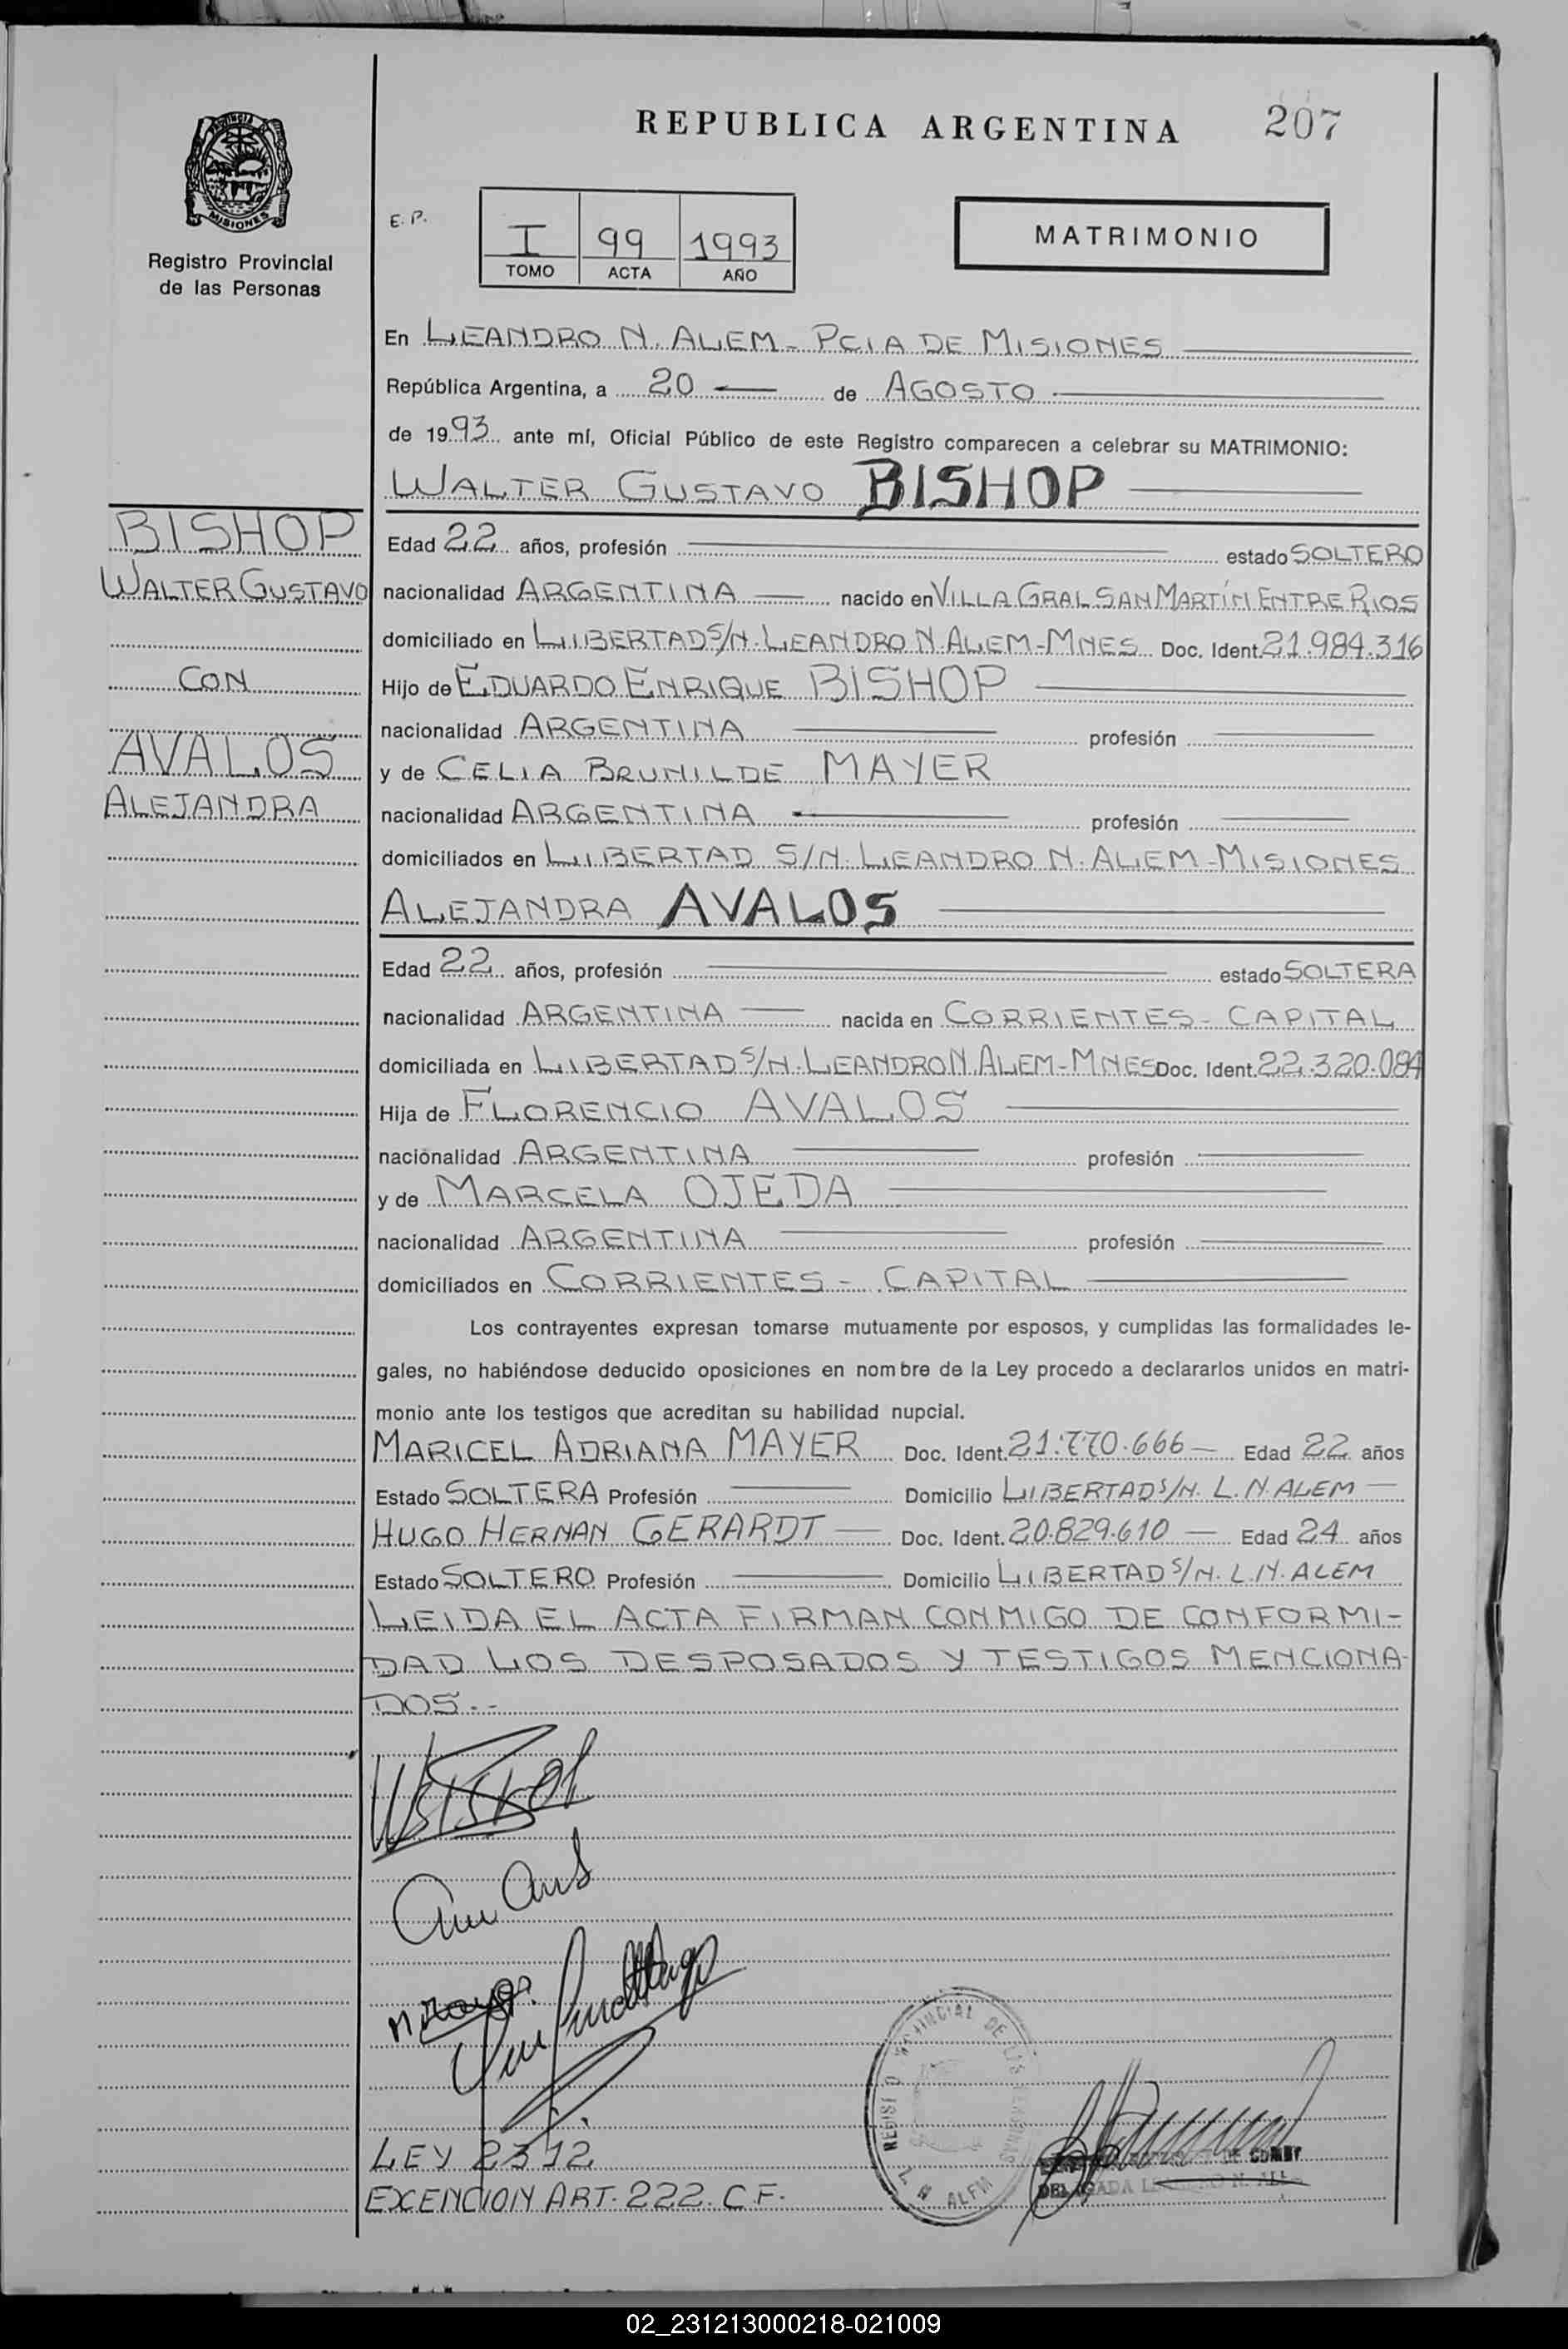 REPUBLICA ARGENTINA 207
PROVINCIA
MISIONES
Registro Provincial
de las Personas
E. P.
I 99 1993
TOMO ACTA AÑO
MATRIMONIO
En LEANDRO N. ALEM - PCIA DE MISIONES
República Argentina, a 20 de AGOSTO
de 1993 ante mí, Oficial Público de este Registro comparecen a celebrar su MATRIMONIO:
WALTER GUSTAVO BISHOP
BISHOP
WALTER GUSTAVO
CON
AVALOS
ALEJANDRA
Edad 22 años, profesión estado SOLTERO
nacionalidad ARGENTINA nacido en VILLA GRAL SAN MARTÍN ENTRE RIOS
domiciliado en LIBERTAD S/N. LEANDRO N. ALEM-MNES Doc. Ident. 21.984.316
Hijo de EDUARDO ENRIQUE BISHOP
nacionalidad ARGENTINA profesión
y de CELIA BRUNILDE MAYER
nacionalidad ARGENTINA profesión
domiciliados en LIBERTAD S/N. LEANDRO N. ALEM-MISIONES
ALEJANDRA AVALOS
Edad 22 años, profesión estado SOLTERA
nacionalidad ARGENTINA nacida en CORRIENTES - CAPITAL
domiciliada en LIBERTAD S/N. LEANDRO N. ALEM-MNES Doc. Ident. 22.320.084
Hija de FLORENCIO AVALOS
nacionalidad ARGENTINA profesión
y de MARCELA OJEDA
nacionalidad ARGENTINA profesión
domiciliados en CORRIENTES - CAPITAL
Los contrayentes expresan tomarse mutuamente por esposos, y cumplidas las formalidades le-
gales, no habiéndose deducido oposiciones en nombre de la Ley procedo a declararlos unidos en matri-
monio ante los testigos que acreditan su habilidad nupcial.
MARICEL ADRIANA MAYER Doc. Ident. 21.770.666 Edad 22 años
Estado SOLTERA Profesión Domicilio LIBERTAD S/N. L. N. ALEM
HUGO HERNAN GERARDT Doc. Ident. 20.829.610 Edad 24 años
Estado SOLTERO Profesión Domicilio LIBERTAD S/N. L. N. ALEM
LEIDA EL ACTA FIRMAN CONMIGO DE CONFORMI-
DAD LOS DESPOSADOS Y TESTIGOS MENCIONA-
DOS.-
REGISTRO PROVINCIAL DE LAS PERSONAS
L. N. ALEM
LEY 2312
EXENCION ART. 222. C.F.
02_231213000218-021009